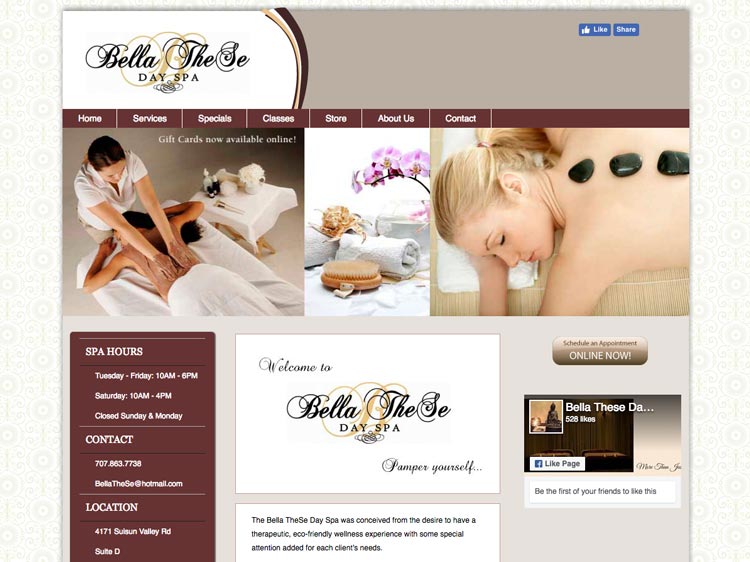 Bella TheSe
DAY SPA
Like Share
Home Services Specials Classes Store About Us Contact
Gift Cards now available online!
SPA HOURS
Tuesday - Friday: 10AM - 6PM
Saturday: 10AM - 4PM
Closed Sunday & Monday
CONTACT
707.863.7738
BellaTheSe@hotmail.com
LOCATION
4171 Suisun Valley Rd
Suite D
Welcome to
Bella TheSe
DAY SPA
Pamper yourself...
The Bella TheSe Day Spa was conceived from the desire to have a
therapeutic, eco-friendly wellness experience with some special
attention added for each client's needs.
Schedule an Appointment
ONLINE NOW!
Bella These Da...
528 likes
More Than
Like Page
Be the first of your friends to like this